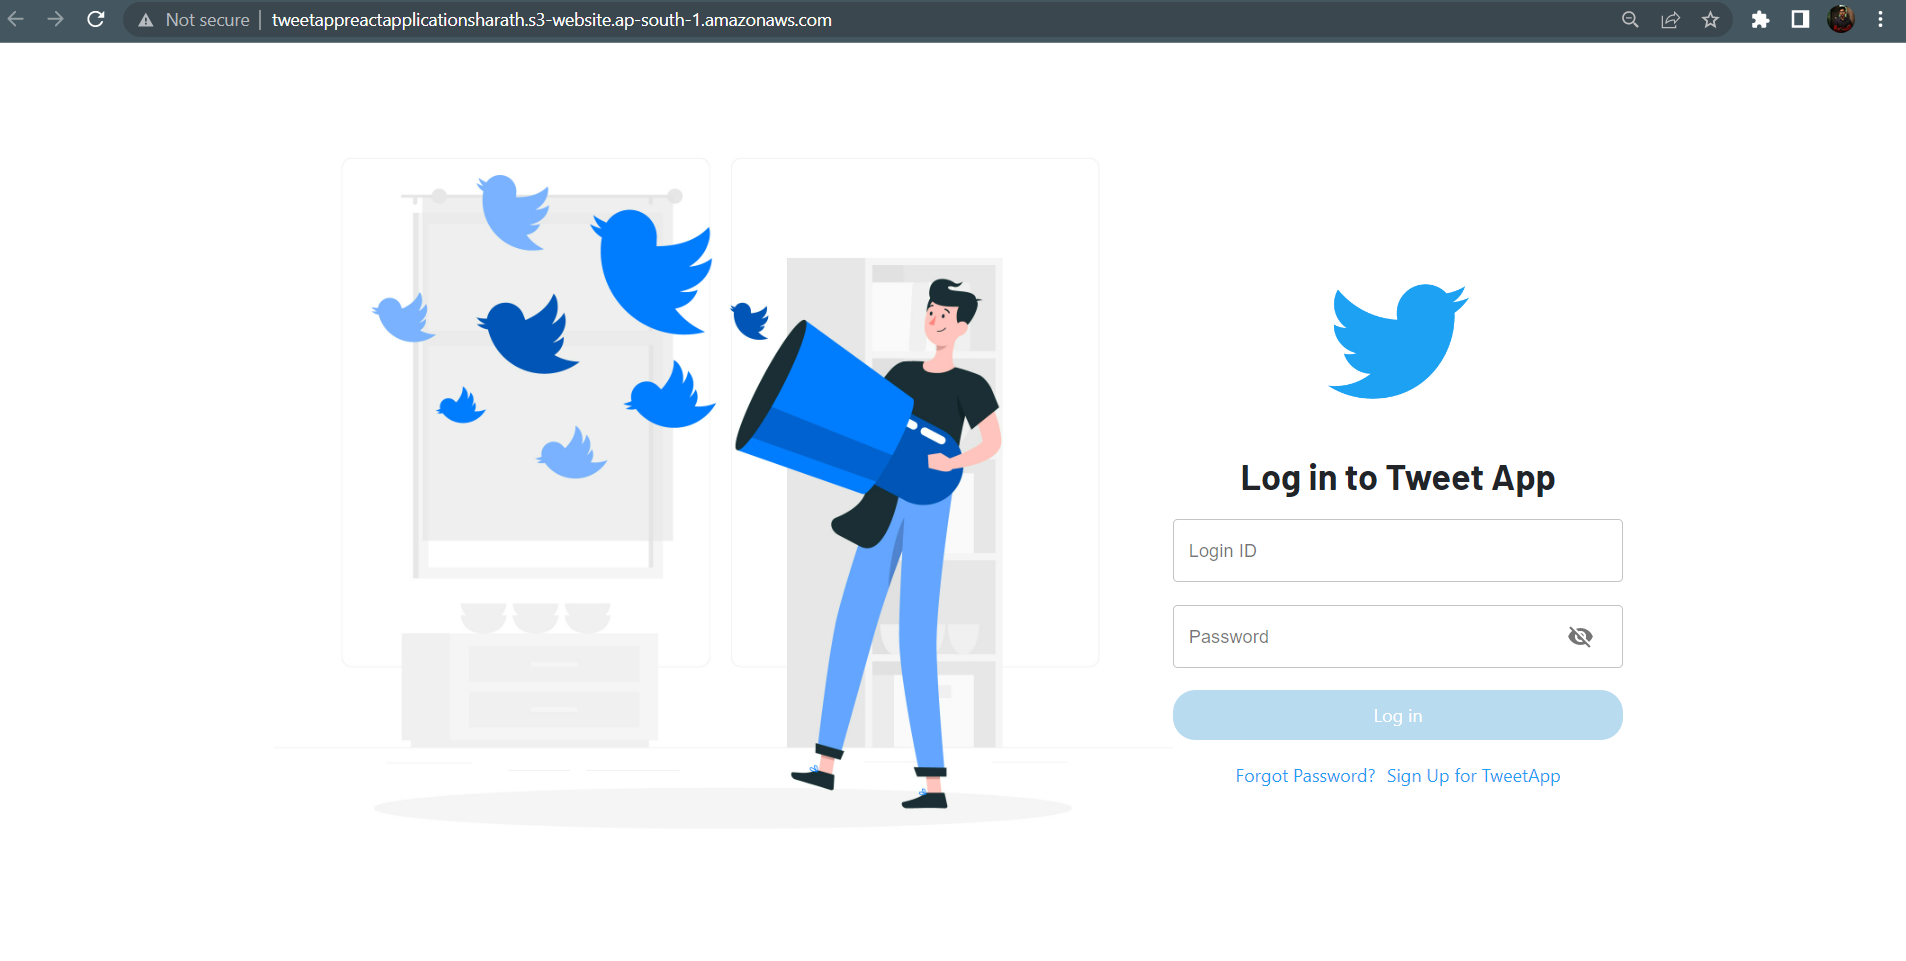 Not secure | tweetappreactapplicationsharath.s3-website.ap-south-1.amazonaws.com
Log in to Tweet App
Login ID
Password
Log in
Forgot Password? Sign Up for TweetApp